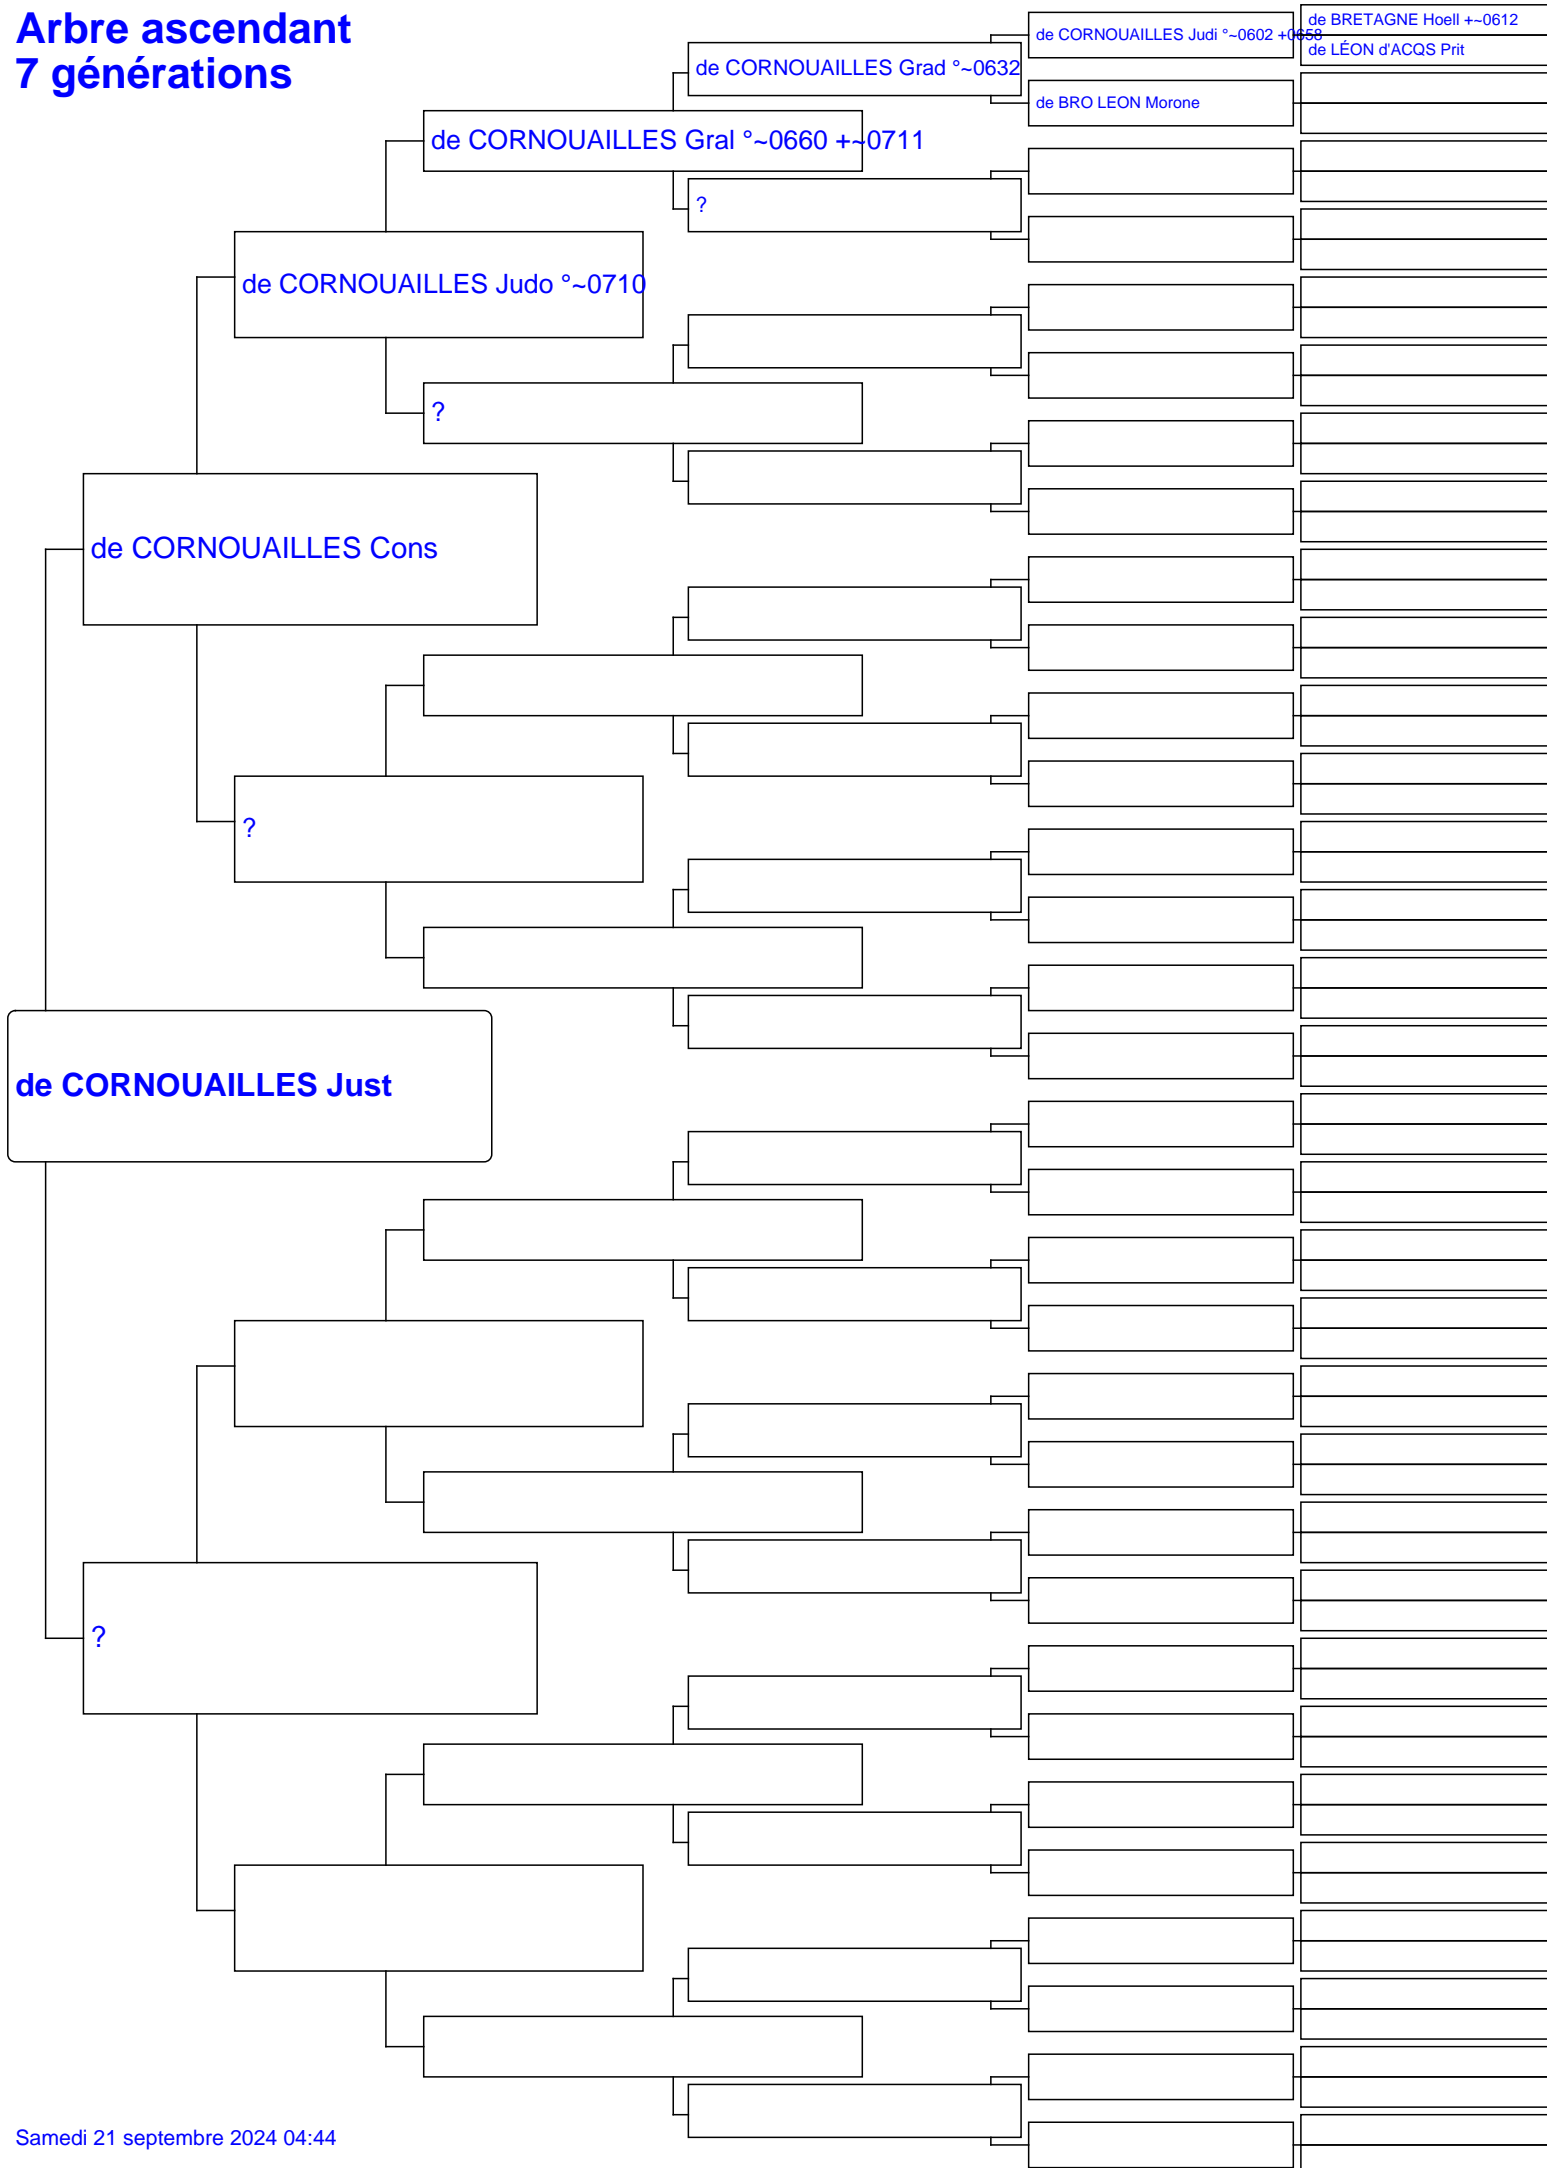 Arbre ascendant
7 générations
de BRETAGNE Hoell +~0612
de CORNOUAILLES Judi °~0602 +0658
de LÉON d'ACQS Prit
de CORNOUAILLES Grad °~0632
de BRO LEON Morone
de CORNOUAILLES Gral °~0660 +~0711
?
de CORNOUAILLES Judo °~0710
?
de CORNOUAILLES Cons
?
de CORNOUAILLES Just
?
Samedi 21 septembre 2024 04:44